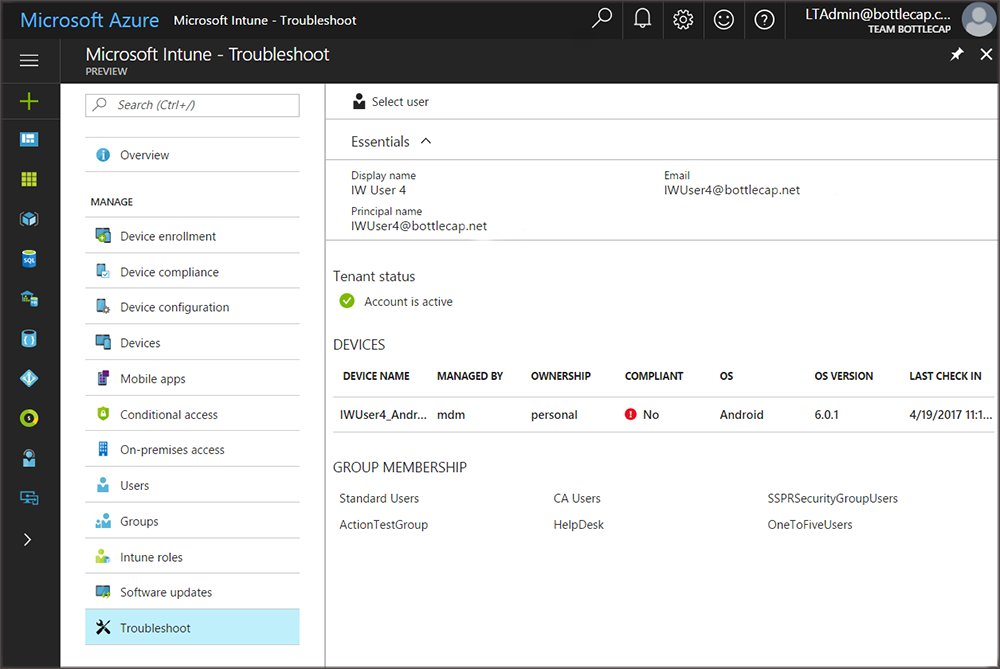 Microsoft Azure Microsoft Intune - Troubleshoot
LTAdmin@bottlecap.c...
TEAM BOTTLECAP
Microsoft Intune - Troubleshoot
PREVIEW
Search (Ctrl+/)
Overview
MANAGE
Device enrollment
Device compliance
Device configuration
Devices
Mobile apps
Conditional access
On-premises access
Users
Groups
Intune roles
Software updates
Troubleshoot
Select user
Essentials
Display name
IW User 4
Email
IWUser4@bottlecap.net
Principal name
IWUser4@bottlecap.net
Tenant status
Account is active
DEVICES
DEVICE NAME MANAGED BY OWNERSHIP COMPLIANT OS OS VERSION LAST CHECK IN
IWUser4_Andr... mdm personal No Android 6.0.1 4/19/2017 11:1...
GROUP MEMBERSHIP
Standard Users CA Users SSPRSecurityGroupUsers
ActionTestGroup HelpDesk OneToFiveUsers